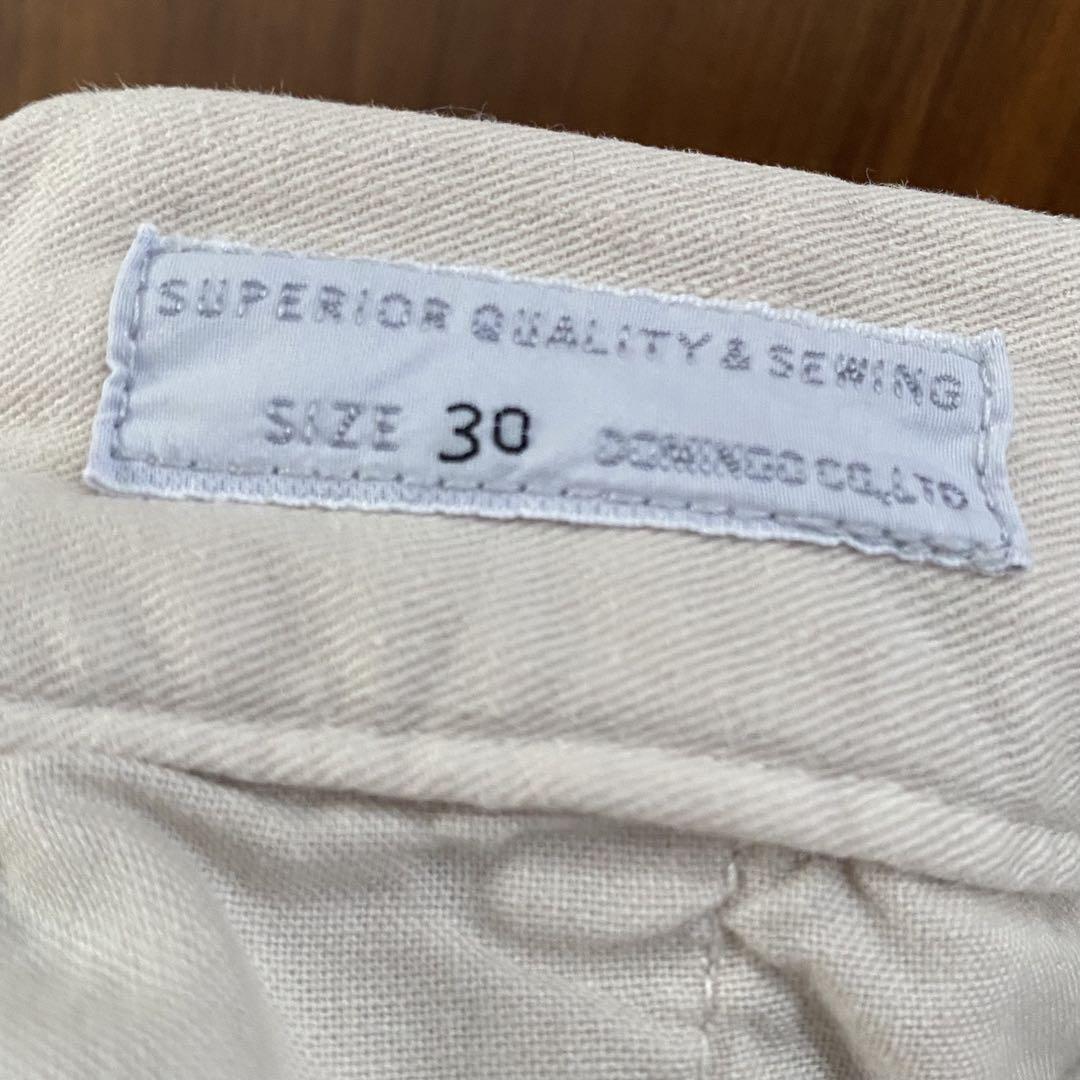 SUPERIOR QUALITY & SEWING
SIZE 30 DOMINGO CO.,LTD